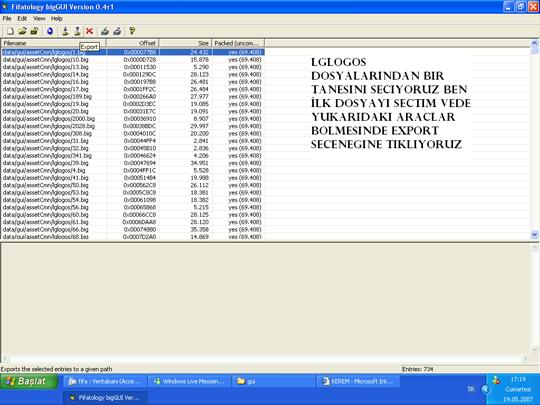 Fifatology bigGUI Version 0.4r1
File Edit View Help
Export
Filename Offset Size Packed (uncom...
data/gui/assetCmn/lglogos/1.big 0x000077B8 24.432 yes (69.408)
data/gui/assetCmn/lglogos/10.big 0x0000D728 15.878 yes (69.408)
data/gui/assetCmn/lglogos/13.big 0x00011530 5.290 yes (69.408)
data/gui/assetCmn/lglogos/14.big 0x000129DC 28.123 yes (69.408)
data/gui/assetCmn/lglogos/16.big 0x000197B8 26.481 yes (69.408)
data/gui/assetCmn/lglogos/17.big 0x0001FF2C 26.484 yes (69.408)
data/gui/assetCmn/lglogos/189.big 0x000266A0 27.977 yes (69.408)
data/gui/assetCmn/lglogos/19.big 0x0002D3EC 19.085 yes (69.408)
data/gui/assetCmn/lglogos/20.big 0x00031E7C 19.091 yes (69.408)
data/gui/assetCmn/lglogos/2000.big 0x00036910 8.907 yes (69.408)
data/gui/assetCmn/lglogos/2028.big 0x00038BDC 29.997 yes (69.408)
data/gui/assetCmn/lglogos/308.big 0x0004010C 20.200 yes (69.408)
data/gui/assetCmn/lglogos/31.big 0x00044FF4 2.841 yes (69.408)
data/gui/assetCmn/lglogos/32.big 0x00045B10 2.836 yes (69.408)
data/gui/assetCmn/lglogos/341.big 0x00046624 4.206 yes (69.408)
data/gui/assetCmn/lglogos/39.big 0x00047694 34.951 yes (69.408)
data/gui/assetCmn/lglogos/4.big 0x0004FF1C 5.528 yes (69.408)
data/gui/assetCmn/lglogos/41.big 0x000514B4 19.988 yes (69.408)
data/gui/assetCmn/lglogos/50.big 0x000562C8 26.112 yes (69.408)
data/gui/assetCmn/lglogos/53.big 0x0005C8C8 18.381 yes (69.408)
data/gui/assetCmn/lglogos/54.big 0x00061098 18.382 yes (69.408)
data/gui/assetCmn/lglogos/56.big 0x00065868 5.215 yes (69.408)
data/gui/assetCmn/lglogos/60.big 0x00066CC8 28.125 yes (69.408)
data/gui/assetCmn/lglogos/61.big 0x0006DAA8 28.120 yes (69.408)
data/gui/assetCmn/lglogos/66.big 0x00074880 35.358 yes (69.408)
data/gui/assetCmn/lglogos/68.big 0x0007D2A0 14.869 yes (69.408)
LGLOGOS
DOSYALARINDAN BIR
TANESINI SECIYORUZ BEN
İLK DOSYAYI SECTIM VEDE
YUKARIDAKI ARACLAR
BOLMESINDE EXPORT
SECENEGINE TIKLIYORUZ
Exports the selected entries to a given path Entries: 734
Başlat
fifa : Veritabanı (Acce...
Windows Live Messen...
gui
KEREM - Microsoft Int...
Fifatology bigGUI Ver...
TR
17:19
Cumartesi
19.05.2007